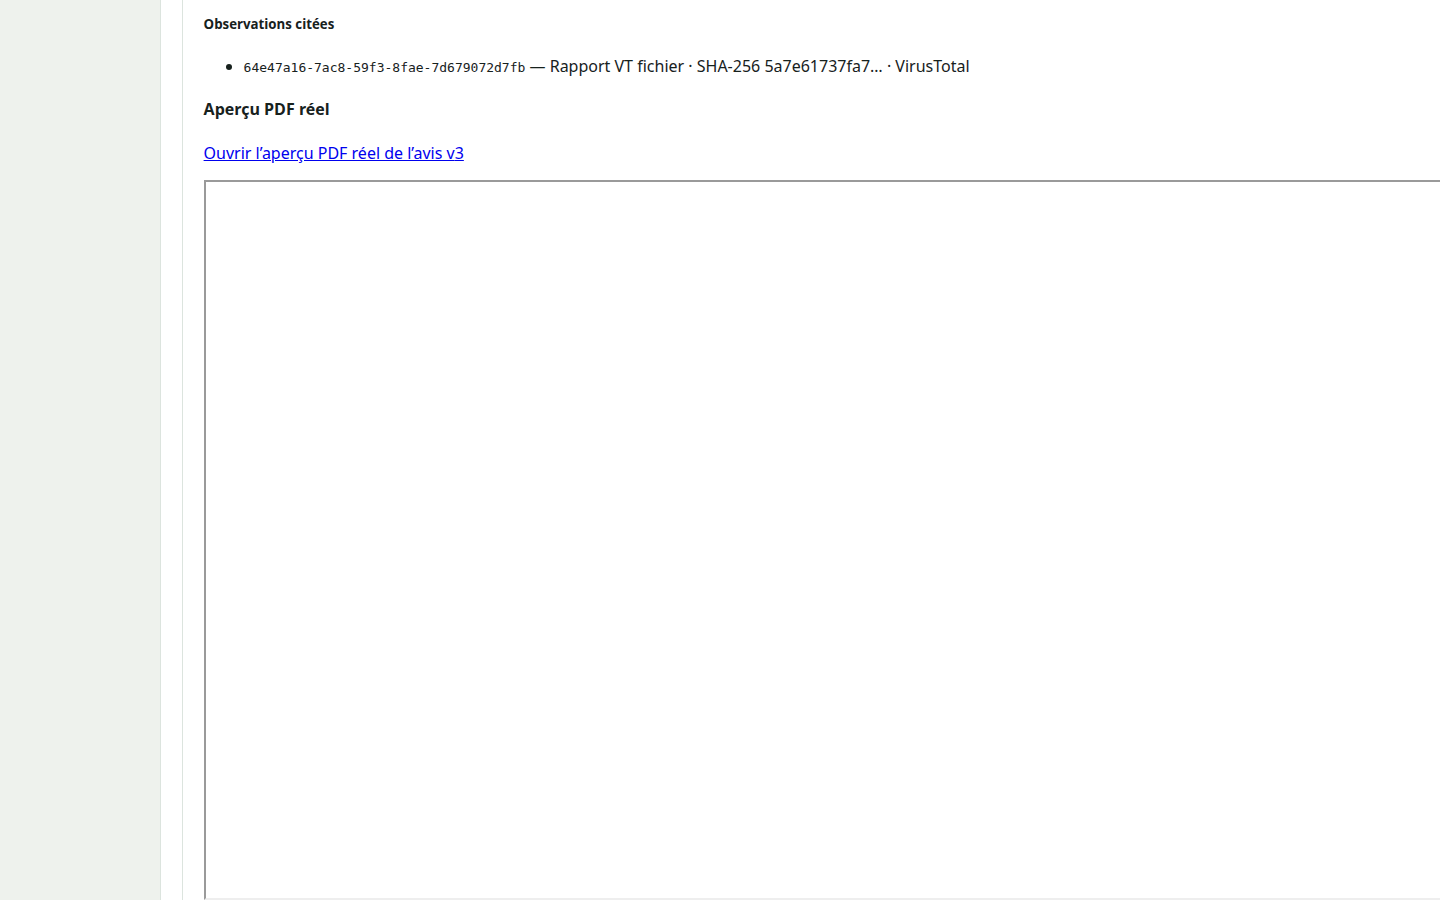 Observations citées
64e47a16-7ac8-59f3-8fae-7d679072d7fb — Rapport VT fichier · SHA-256 5a7e61737fa7… · VirusTotal
Aperçu PDF réel
Ouvrir l’aperçu PDF réel de l’avis v3